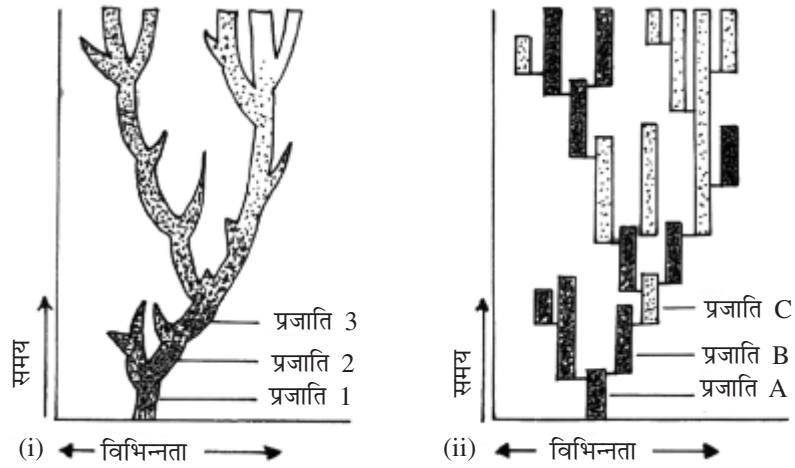 समय
प्रजाति 3
प्रजाति 2
प्रजाति 1
(i)
विभिन्नता
समय
प्रजाति C
प्रजाति B
प्रजाति A
(ii)
विभिन्नता